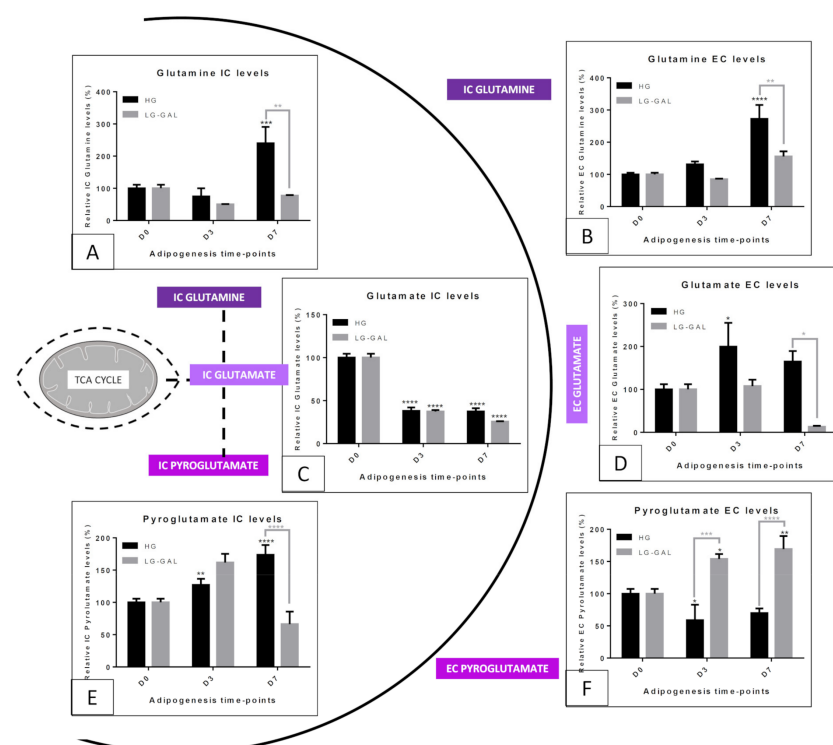 Glutamine IC levels
Relative IC Glutamine levels (%)
400
300
200
100
0
HG
LG-GAL
***
**
D0
D3
D7
Adipogenesis time-points
A
IC GLUTAMINE
Glutamine EC levels
Relative EC Glutamine levels (%)
400
300
200
100
0
HG
LG-GAL
****
**
D0
D3
D7
Adipogenesis time-points
B
IC GLUTAMINE
TCA CYCLE
IC GLUTAMATE
IC PYROGLUTAMATE
Glutamate IC levels
Relative IC Glutamate levels (%)
150
100
50
0
HG
LG-GAL
****
****
****
****
D0
D3
D7
Adipogenesis time-points
C
EC GLUTAMATE
Glutamate EC levels
Relative EC Glutamate levels (%)
300
200
100
0
HG
LG-GAL
*
*
D0
D3
D7
Adipogenesis time-points
D
Pyroglutamate IC levels
Relative IC Pyrolutamate levels (%)
200
150
100
50
0
HG
LG-GAL
**
****
****
D0
D3
D7
Adipogenesis time-points
E
EC PYROGLUTAMATE
Pyroglutamate EC levels
Relative EC Pyrolutamate levels (%)
200
150
100
50
0
HG
LG-GAL
*
***
*
****
**
D0
D3
D7
Adipogenesis time-points
F